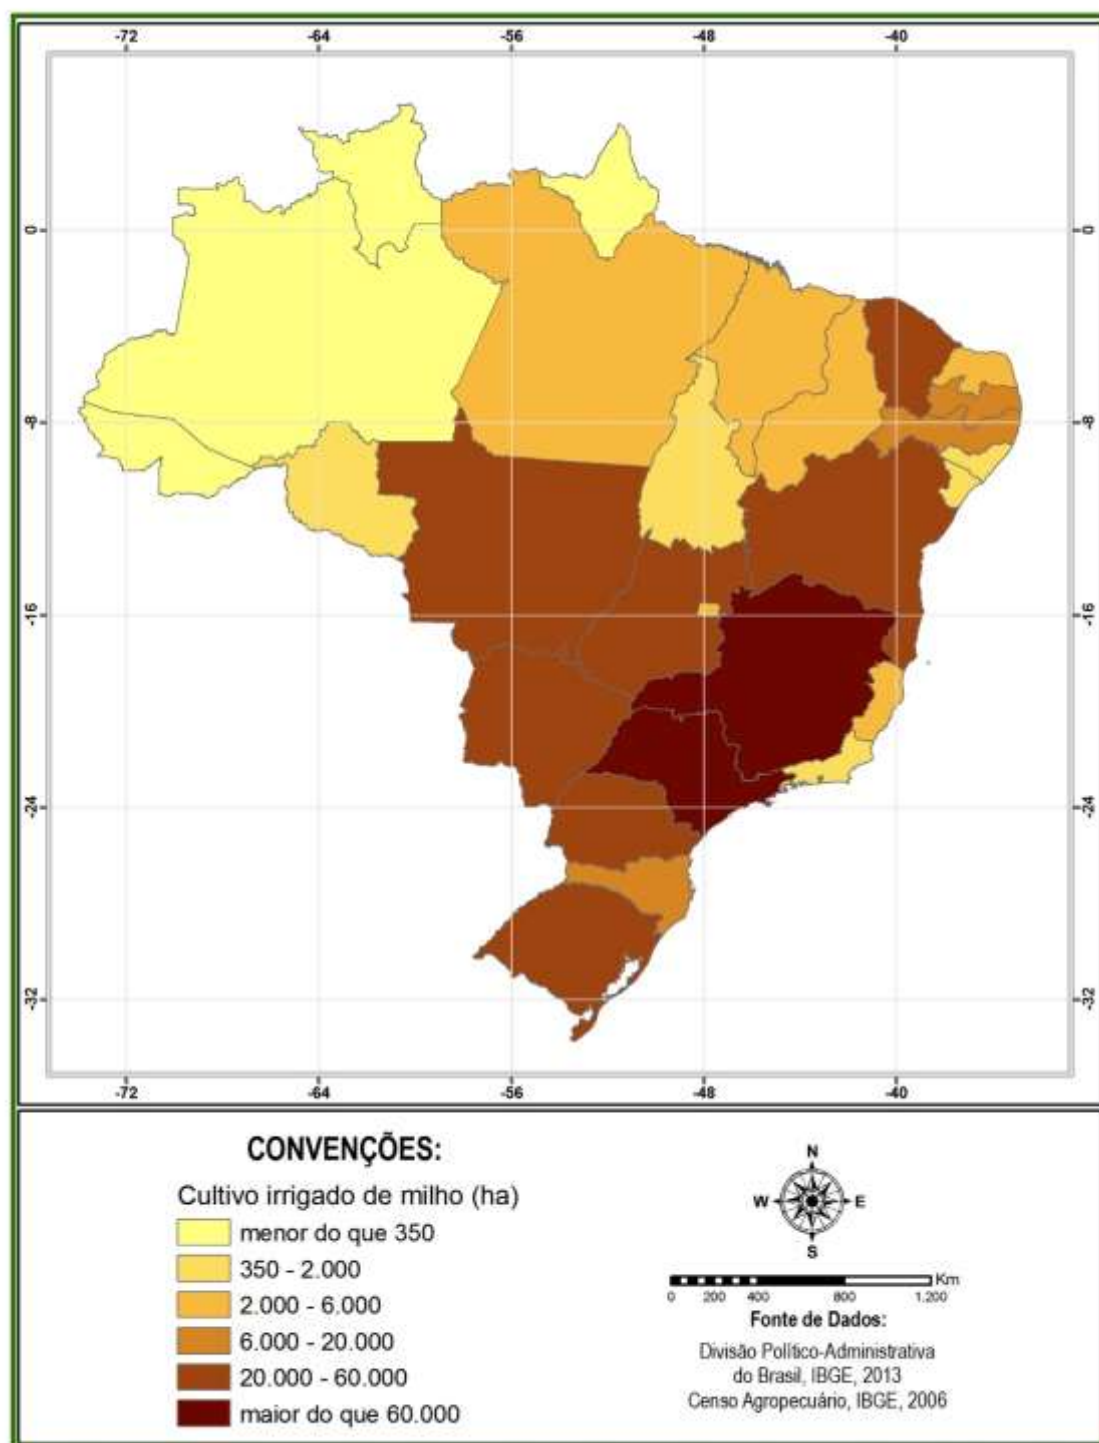 -72 -64 -56 -48 -40
0 0
-8 -8
-16 -16
-24 -24
-32 -32
-72 -64 -56 -48 -40
CONVENÇÕES:
Cultivo irrigado de milho (ha)
menor do que 350
350 - 2.000
2.000 - 6.000
6.000 - 20.000
20.000 - 60.000
maior do que 60.000
N
W E
S
Km
0 200 400 800 1.200
Fonte de Dados:
Divisão Político-Administrativa
do Brasil, IBGE, 2013
Censo Agropecuário, IBGE, 2006